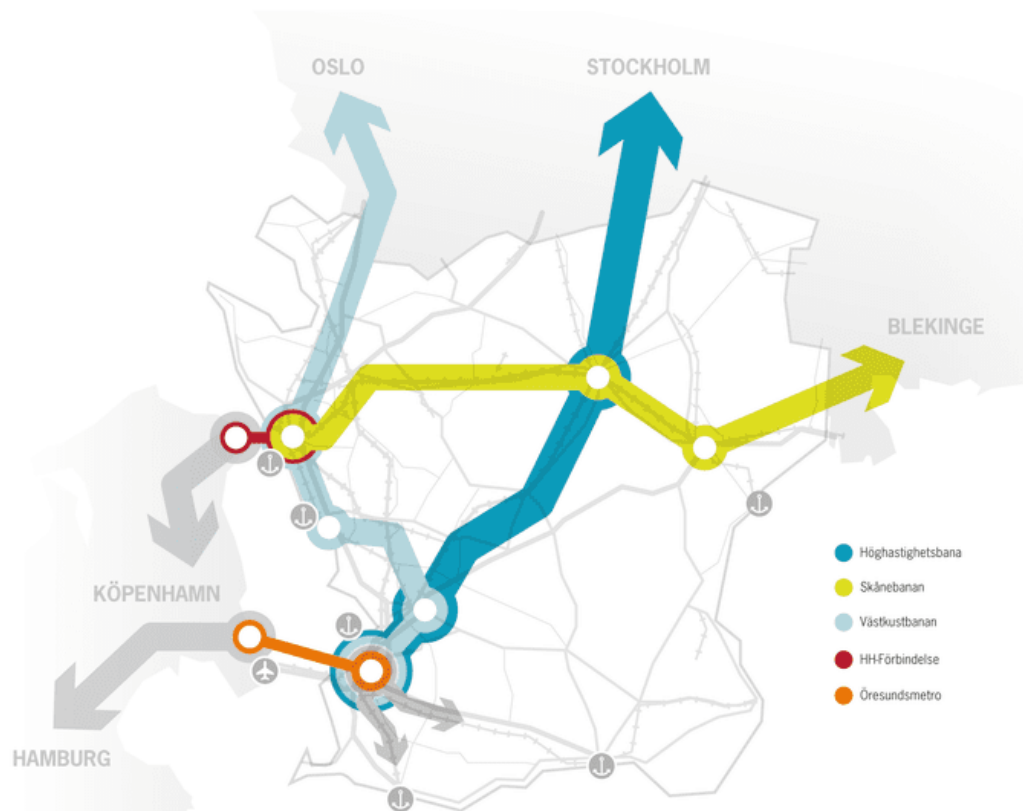 OSLO
STOCKHOLM
BLEKINGE
KÖPENHAMN
HAMBURG
Höghastighetsbana
Skånebanan
Västkustbanan
HH-Förbindelse
Öresundsmetro